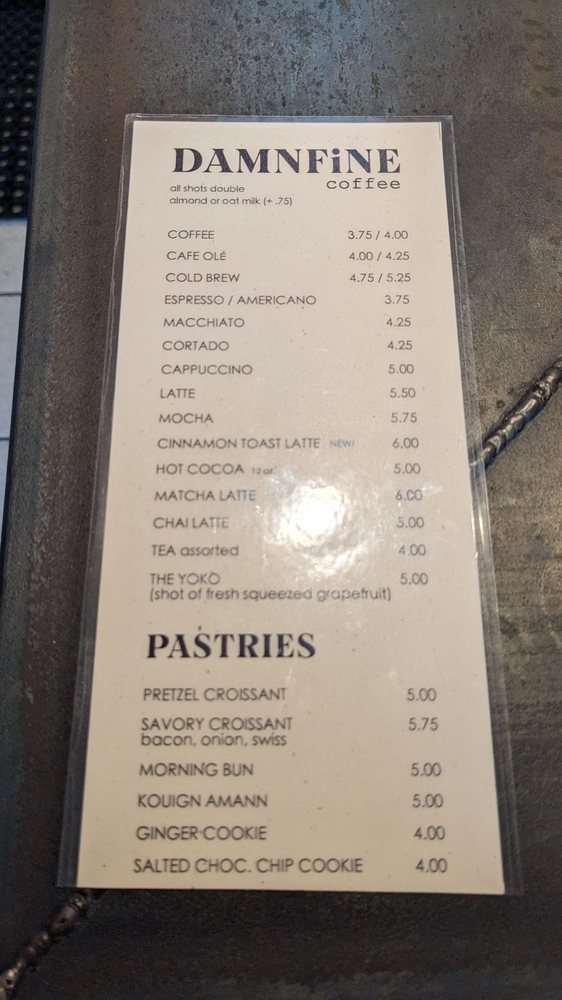 DAMNFiNE
coffee
all shots double
almond or oat milk (+ .75)
COFFEE 3.75 / 4.00
CAFE OLÉ 4.00 / 4.25
COLD BREW 4.75 / 5.25
ESPRESSO / AMERICANO 3.75
MACCHIATO 4.25
CORTADO 4.25
CAPPUCCINO 5.00
LATTE 5.50
MOCHA 5.75
CINNAMON TOAST LATTE NEW! 6.00
HOT COCOA 12 oz. 5.00
MATCHA LATTE 6.00
CHAI LATTE 5.00
TEA assorted 4.00
THE YOKO 5.00
(shot of fresh squeezed grapefruit)
PASTRIES
PRETZEL CROISSANT 5.00
SAVORY CROISSANT 5.75
bacon, onion, swiss
MORNING BUN 5.00
KOUIGN AMANN 5.00
GINGER COOKIE 4.00
SALTED CHOC. CHIP COOKIE 4.00